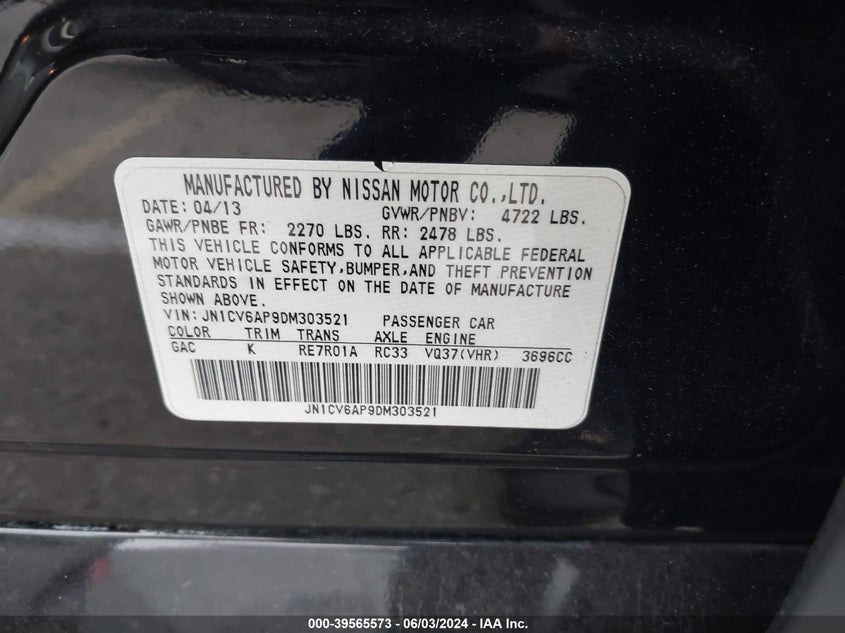 MANUFACTURED BY NISSAN MOTOR CO.,LTD.
DATE: 04/13 GVWR/PNBV: 4722 LBS.
GAWR/PNBE FR: 2270 LBS. RR: 2478 LBS.
THIS VEHICLE CONFORMS TO ALL APPLICABLE FEDERAL
MOTOR VEHICLE SAFETY,BUMPER,AND THEFT PREVENTION
STANDARDS IN EFFECT ON THE DATE OF MANUFACTURE
SHOWN ABOVE.
VIN: JN1CV6AP9DM303521 PASSENGER CAR
COLOR TRIM TRANS AXLE ENGINE
GAC K RE7R01A RC33 VQ37(VHR) 3696CC
JN1CV6AP9DM303521
000-39565573 - 06/03/2024 - IAA Inc.